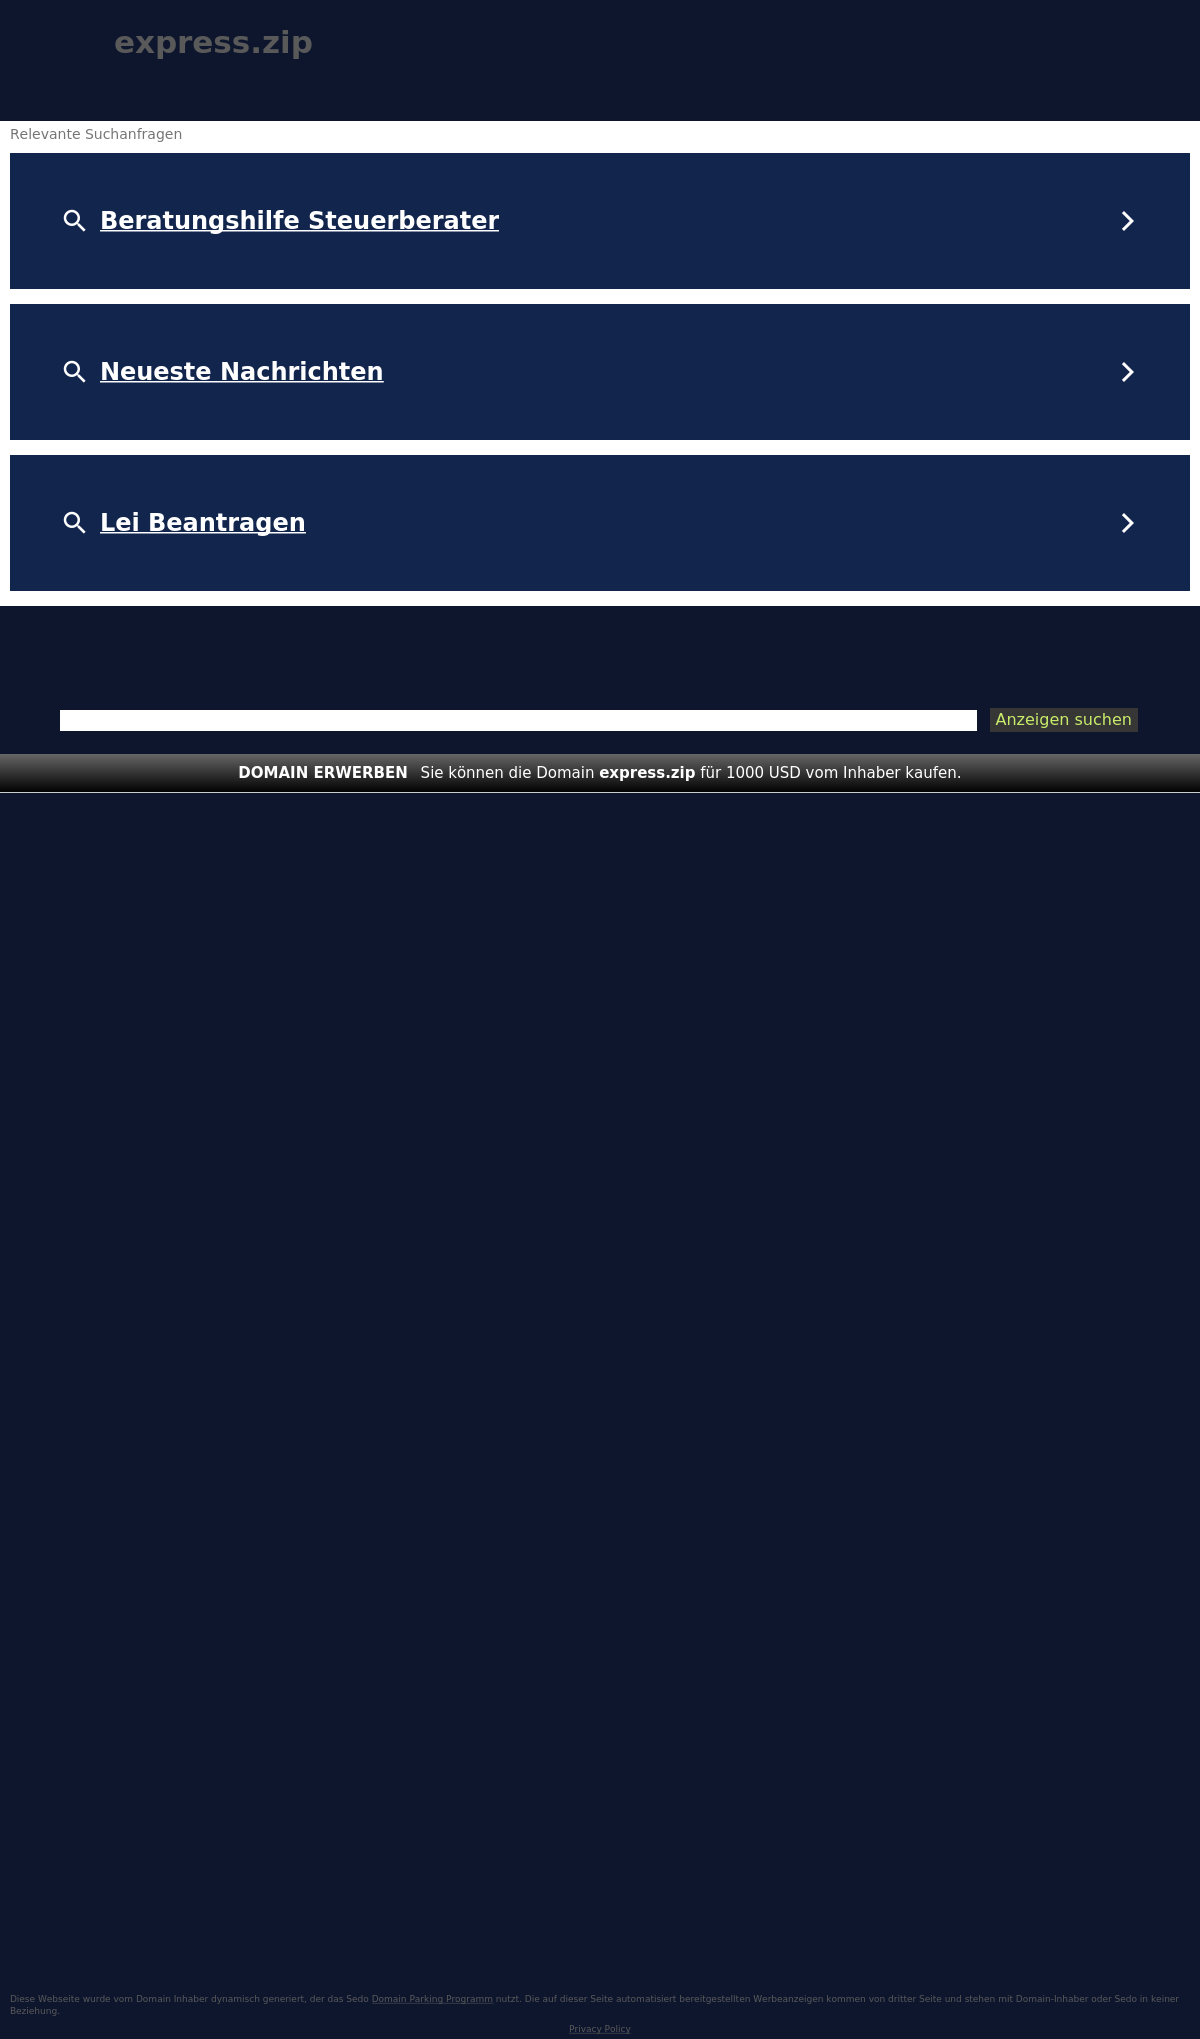 express.zip
Relevante Suchanfragen
Beratungshilfe Steuerberater
Neueste Nachrichten
Lei Beantragen
Anzeigen suchen
DOMAIN ERWERBEN Sie können die Domain express.zip für 1000 USD vom Inhaber kaufen.
Diese Webseite wurde vom Domain Inhaber dynamisch generiert, der das Sedo Domain Parking Programm nutzt. Die auf dieser Seite automatisiert bereitgestellten Werbeanzeigen kommen von dritter Seite und stehen mit Domain-Inhaber oder Sedo in keiner
Beziehung.
Privacy Policy